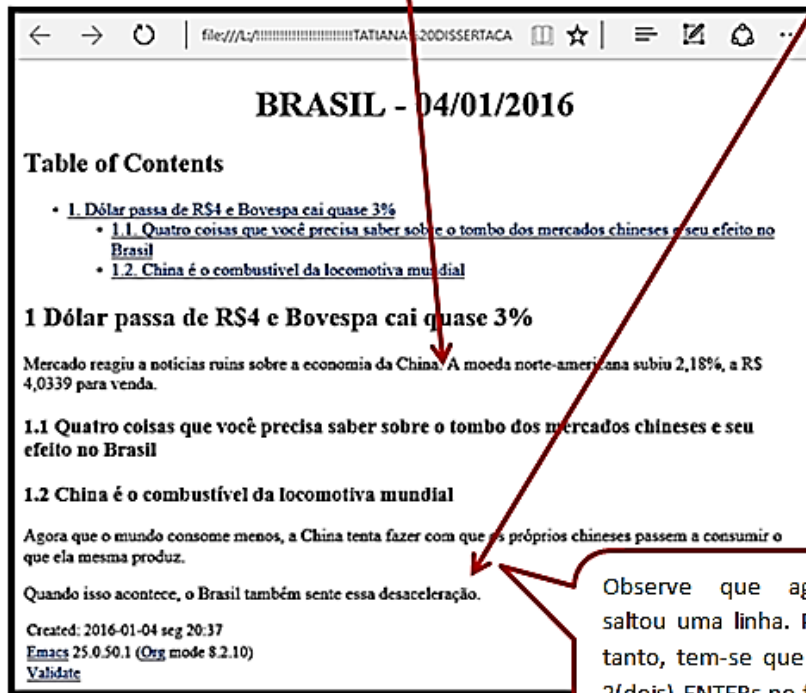 file:///L:/!!!!!!!!!!!!!!!!!!!!!!!!!!!TATIANA%20DISSERTACA
BRASIL - 04/01/2016
Table of Contents
• 1. Dólar passa de R$4 e Bovespa cai quase 3%
• 1.1. Quatro coisas que você precisa saber sobre o tombo dos mercados chineses e seu efeito no
Brasil
• 1.2. China é o combustível da locomotiva mundial
1 Dólar passa de R$4 e Bovespa cai quase 3%
Mercado reagiu a notícias ruins sobre a economia da China. A moeda norte-americana subiu 2,18%, a R$
4,0339 para venda.
1.1 Quatro coisas que você precisa saber sobre o tombo dos mercados chineses e seu
efeito no Brasil
1.2 China é o combustível da locomotiva mundial
Agora que o mundo consome menos, a China tenta fazer com que os próprios chineses passem a consumir o
que ela mesma produz.
Quando isso acontece, o Brasil também sente essa desaceleração.
Created: 2016-01-04 seg 20:37
Emacs 25.0.50.1 (Org mode 8.2.10)
Validate
Observe que ag
saltou uma linha. P
tanto, tem-se que
2(dois) ENTERs no